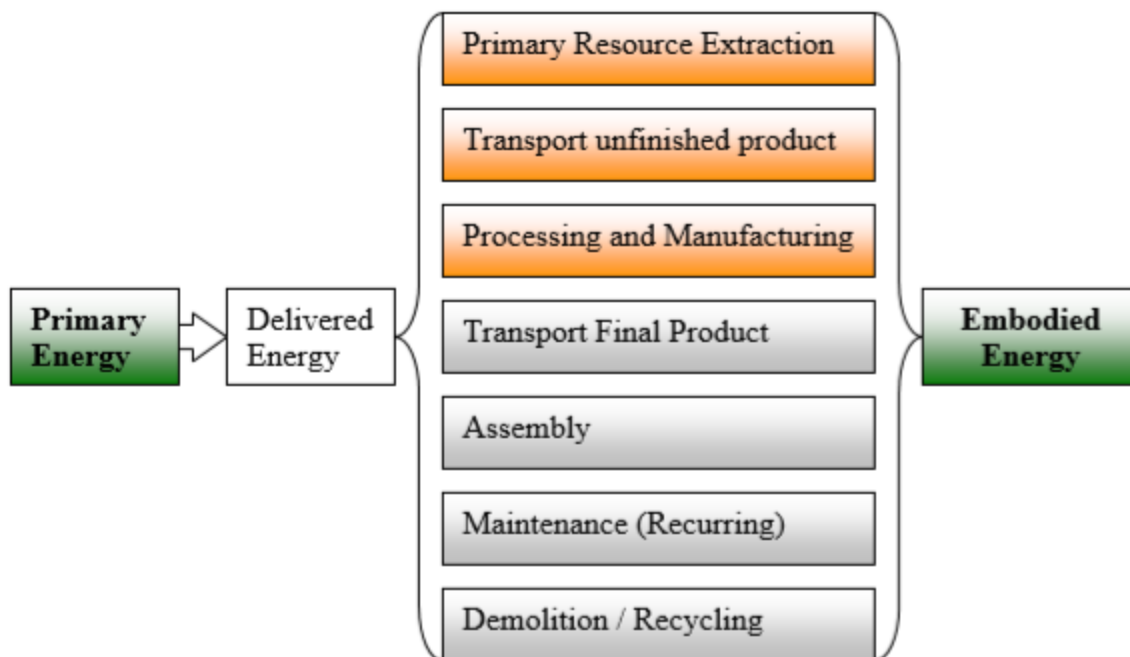 Primary Resource Extraction
Transport unfinished product
Processing and Manufacturing
Primary
Energy
Delivered
Energy
Transport Final Product
Embodied
Energy
Assembly
Maintenance (Recurring)
Demolition / Recycling